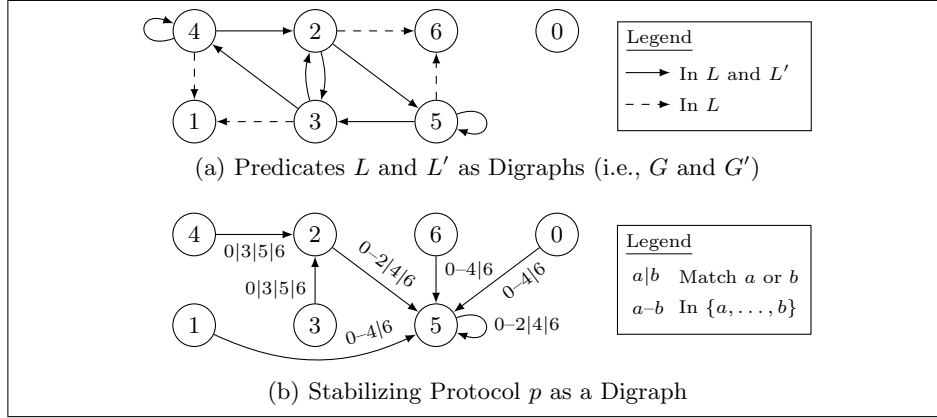 4 2 6 0
1 3 5
Legend
In L and L′
In L
(a) Predicates L and L′ as Digraphs (i.e., G and G′)
4 2 6 0
0|3|5|6
0–2|4|6
0–4|6
0–4|6
0|3|5|6
1 3 5
0–4|6
0–2|4|6
Legend
a|b Match a or b
a–b In {a, . . . , b}
(b) Stabilizing Protocol p as a Digraph